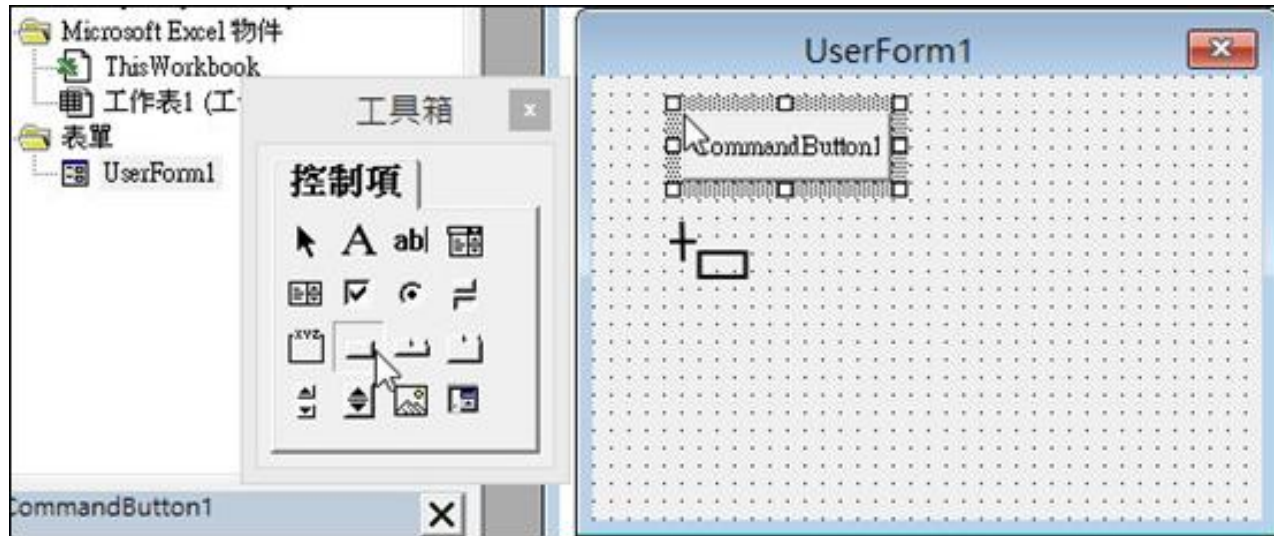 Microsoft Excel 物件
ThisWorkbook
工作表1 (工
表單
UserForm1
工具箱
控制項
A ab|
XYZ
CommandButton1
UserForm1
CommandButton1